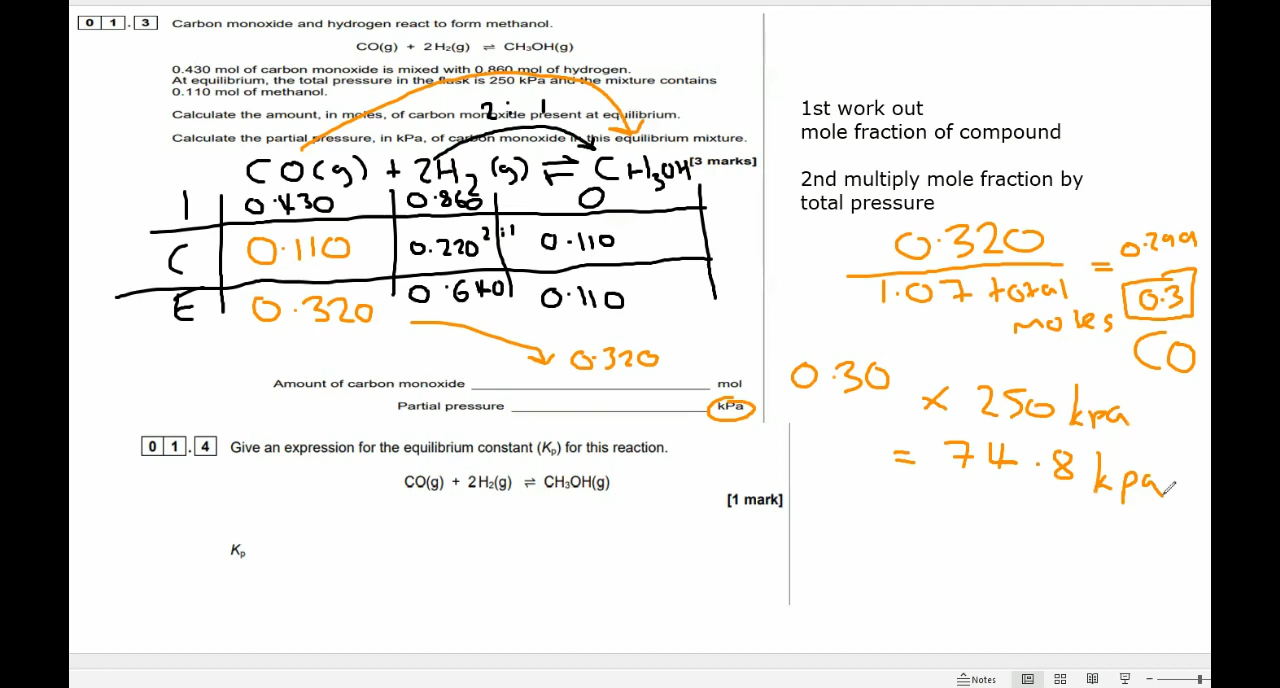 01.3 Carbon monoxide and hydrogen react to form methanol.
CO(g) + 2H₂(g) ⇌ CH₃OH(g)
0.430 mol of carbon monoxide is mixed with 0.860 mol of hydrogen.
At equilibrium, the total pressure in the flask is 250 kPa and the mixture contains
0.110 mol of methanol.
Calculate the amount, in moles, of carbon monoxide present at equilibrium.
2 : 1
Calculate the partial pressure, in kPa, of carbon monoxide in this equilibrium mixture.
[3 marks]
CO(g) + 2H₂(g) ⇌ CH₃OH
I 0.430 0.860 0
C 0.110 0.220 2:1 0.110
E 0.320 0.640 0.110
0.320
Amount of carbon monoxide mol
Partial pressure kPa
01.4 Give an expression for the equilibrium constant (Kp) for this reaction.
CO(g) + 2H₂(g) ⇌ CH₃OH(g)
[1 mark]
Kp
1st work out
mole fraction of compound
2nd multiply mole fraction by
total pressure
0.320 = 0.299
1.07 total 0.3
moles
CO
0.30
× 250 kpa
= 74.8 kpa
Notes